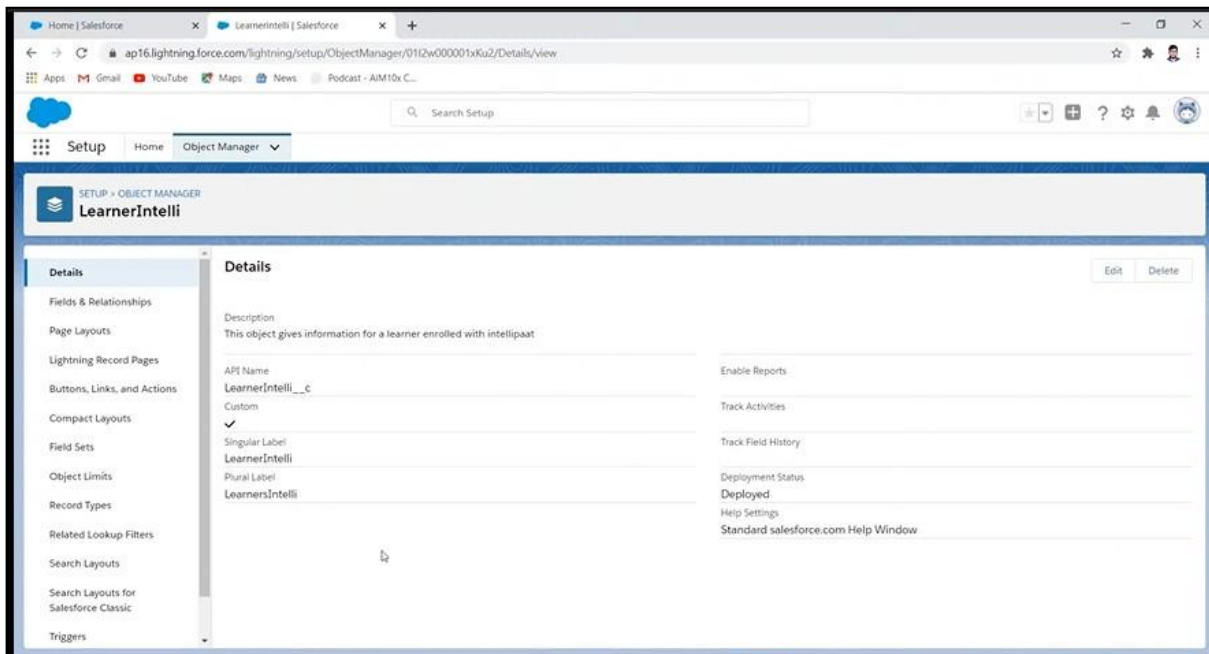 Home | Salesforce
Learnerintelli | Salesforce
ap16.lightning.force.com/lightning/setup/ObjectManager/01I2w000001xKu2/Details/view
Apps Gmail YouTube Maps News Podcast - AIM10x C...
Search Setup
Setup Home Object Manager
SETUP > OBJECT MANAGER
LearnerIntelli
Details
Fields & Relationships
Page Layouts
Lightning Record Pages
Buttons, Links, and Actions
Compact Layouts
Field Sets
Object Limits
Record Types
Related Lookup Filters
Search Layouts
Search Layouts for
Salesforce Classic
Triggers
Details
Edit Delete
Description
This object gives information for a learner enrolled with intellipaat
API Name
LearnerIntelli__c
Custom
Singular Label
LearnerIntelli
Plural Label
LearnersIntelli
Enable Reports
Track Activities
Track Field History
Deployment Status
Deployed
Help Settings
Standard salesforce.com Help Window